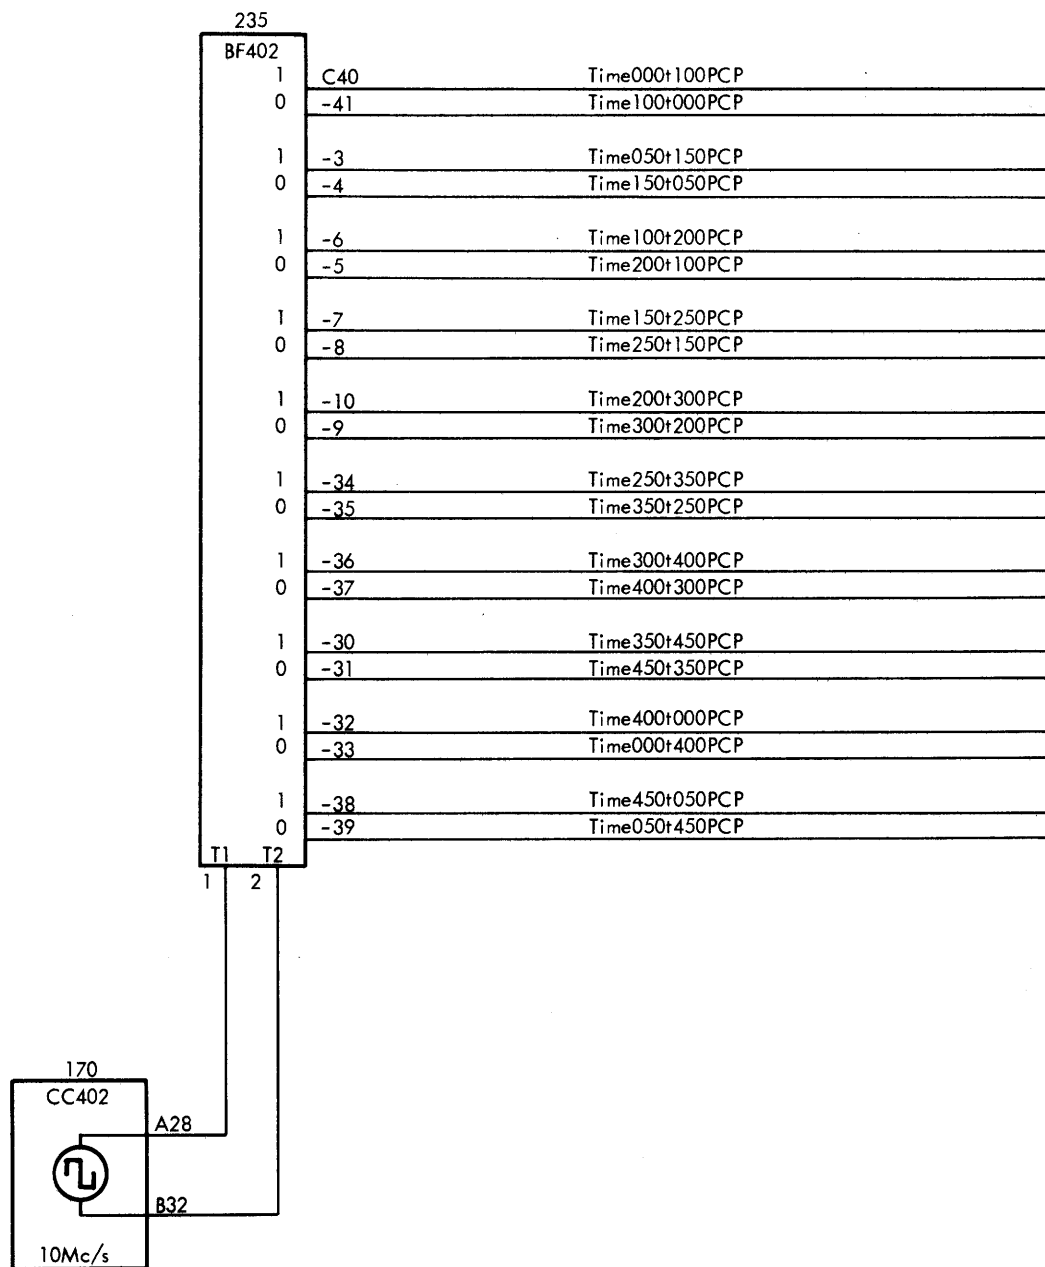 235
BF402
1 C40 Time000t100PCP
0 -41 Time100t000PCP
1 -3 Time050t150PCP
0 -4 Time150t050PCP
1 -6 Time100t200PCP
0 -5 Time200t100PCP
1 -7 Time150t250PCP
0 -8 Time250t150PCP
1 -10 Time200t300PCP
0 -9 Time300t200PCP
1 -34 Time250t350PCP
0 -35 Time350t250PCP
1 -36 Time300t400PCP
0 -37 Time400t300PCP
1 -30 Time350t450PCP
0 -31 Time450t350PCP
1 -32 Time400t000PCP
0 -33 Time000t400PCP
1 -38 Time450t050PCP
0 -39 Time050t450PCP
T1 T2
1 2
170
CC402
A28
B32
10Mc/s